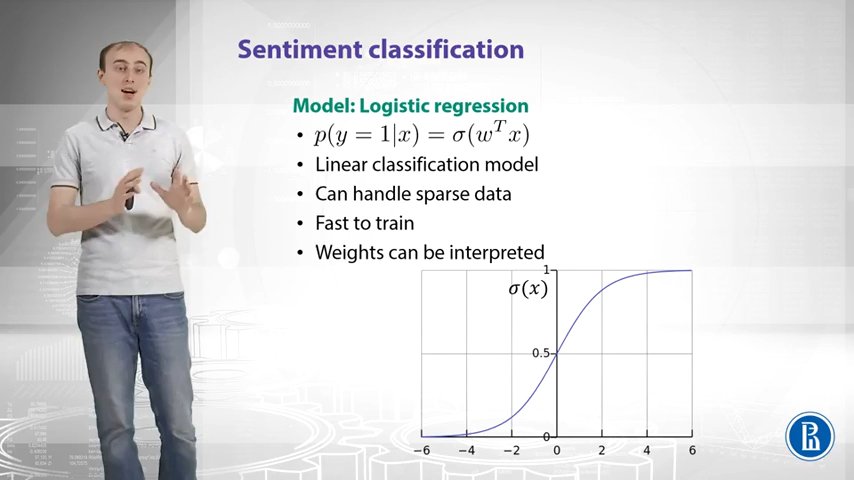 Sentiment classification
Model: Logistic regression
• p(y = 1|x) = σ(wᵀx)
• Linear classification model
• Can handle sparse data
• Fast to train
• Weights can be interpreted
1
σ(x)
0.5
0
−6 −4 −2 0 2 4 6